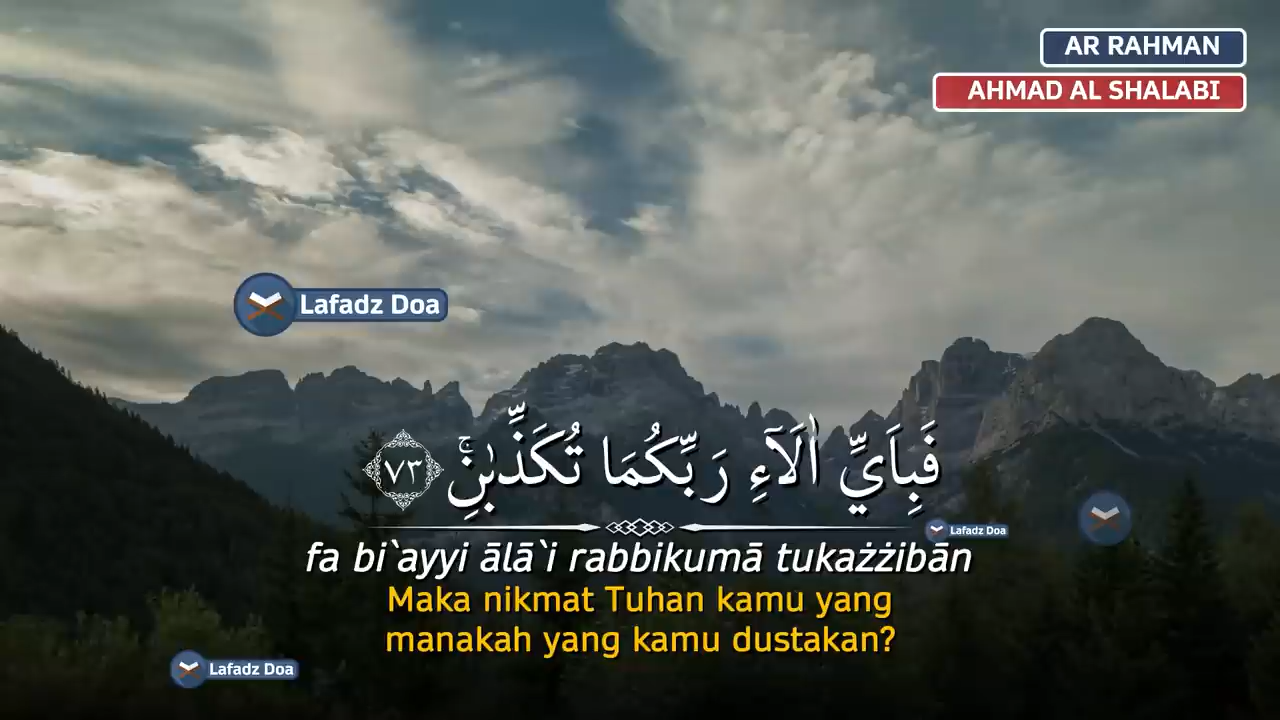 AR RAHMAN
AHMAD AL SHALABI
Lafadz Doa
فَبِاَيِّ اٰلَاۤءِ رَبِّكُمَا تُكَذِّبٰنِۚ ٧٣
Lafadz Doa
fa bi`ayyi ālā`i rabbikumā tukażżibān
Maka nikmat Tuhan kamu yang
manakah yang kamu dustakan?
Lafadz Doa